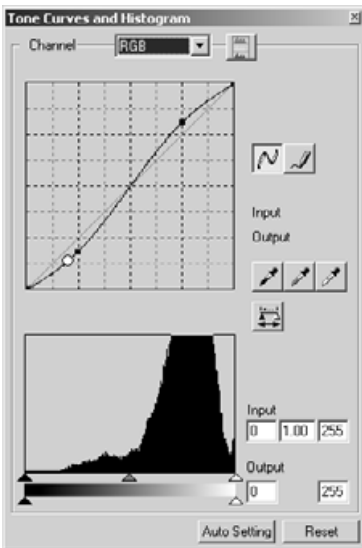 Tone Curves and Histogram
Channel RGB
Input
Output
Input
0 1.00 255
Output
0 255
Auto Setting Reset